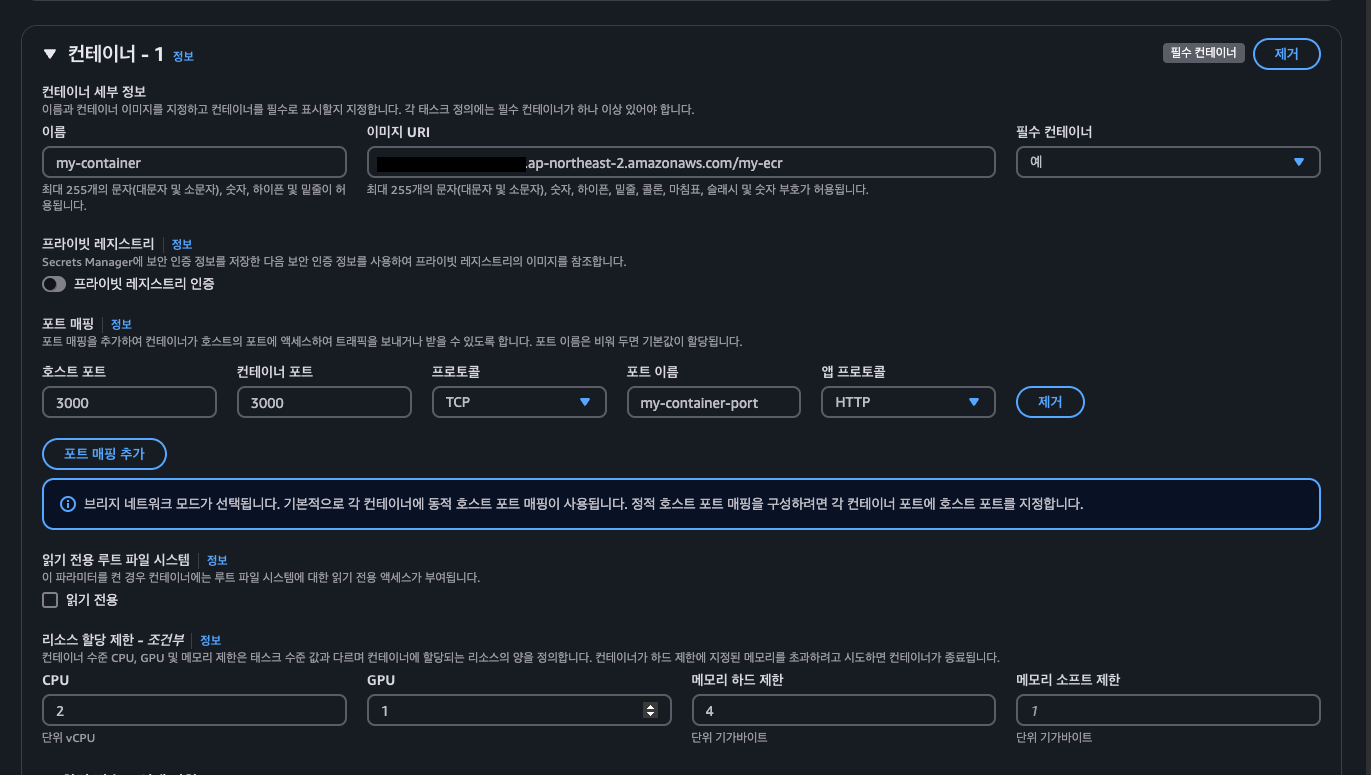 컨테이너 - 1 정보
필수 컨테이너
제거
컨테이너 세부 정보
이름과 컨테이너 이미지를 지정하고 컨테이너를 필수로 표시할지 지정합니다. 각 태스크 정의에는 필수 컨테이너가 하나 이상 있어야 합니다.
이름
이미지 URI
필수 컨테이너
my-container
.ap-northeast-2.amazonaws.com/my-ecr
예
최대 255개의 문자(대문자 및 소문자), 숫자, 하이픈 및 밑줄이 허
용됩니다.
최대 255개의 문자(대문자 및 소문자), 숫자, 하이픈, 밑줄, 콜론, 마침표, 슬래시 및 숫자 부호가 허용됩니다.
프라이빗 레지스트리 정보
Secrets Manager에 보안 인증 정보를 저장한 다음 보안 인증 정보를 사용하여 프라이빗 레지스트리의 이미지를 참조합니다.
프라이빗 레지스트리 인증
포트 매핑 정보
포트 매핑을 추가하여 컨테이너가 호스트의 포트에 액세스하여 트래픽을 보내거나 받을 수 있도록 합니다. 포트 이름은 비워 두면 기본값이 할당됩니다.
호스트 포트
컨테이너 포트
프로토콜
포트 이름
앱 프로토콜
3000
3000
TCP
my-container-port
HTTP
제거
포트 매핑 추가
브리지 네트워크 모드가 선택됩니다. 기본적으로 각 컨테이너에 동적 호스트 포트 매핑이 사용됩니다. 정적 호스트 포트 매핑을 구성하려면 각 컨테이너 포트에 호스트 포트를 지정합니다.
읽기 전용 루트 파일 시스템 정보
이 파라미터를 켠 경우 컨테이너에는 루트 파일 시스템에 대한 읽기 전용 액세스가 부여됩니다.
읽기 전용
리소스 할당 제한 - 조건부 정보
컨테이너 수준 CPU, GPU 및 메모리 제한은 태스크 수준 값과 다르며 컨테이너에 할당되는 리소스의 양을 정의합니다. 컨테이너가 하드 제한에 지정된 메모리를 초과하려고 시도하면 컨테이너가 종료됩니다.
CPU
GPU
메모리 하드 제한
메모리 소프트 제한
2
1
4
1
단위 vCPU
단위 기가바이트
단위 기가바이트